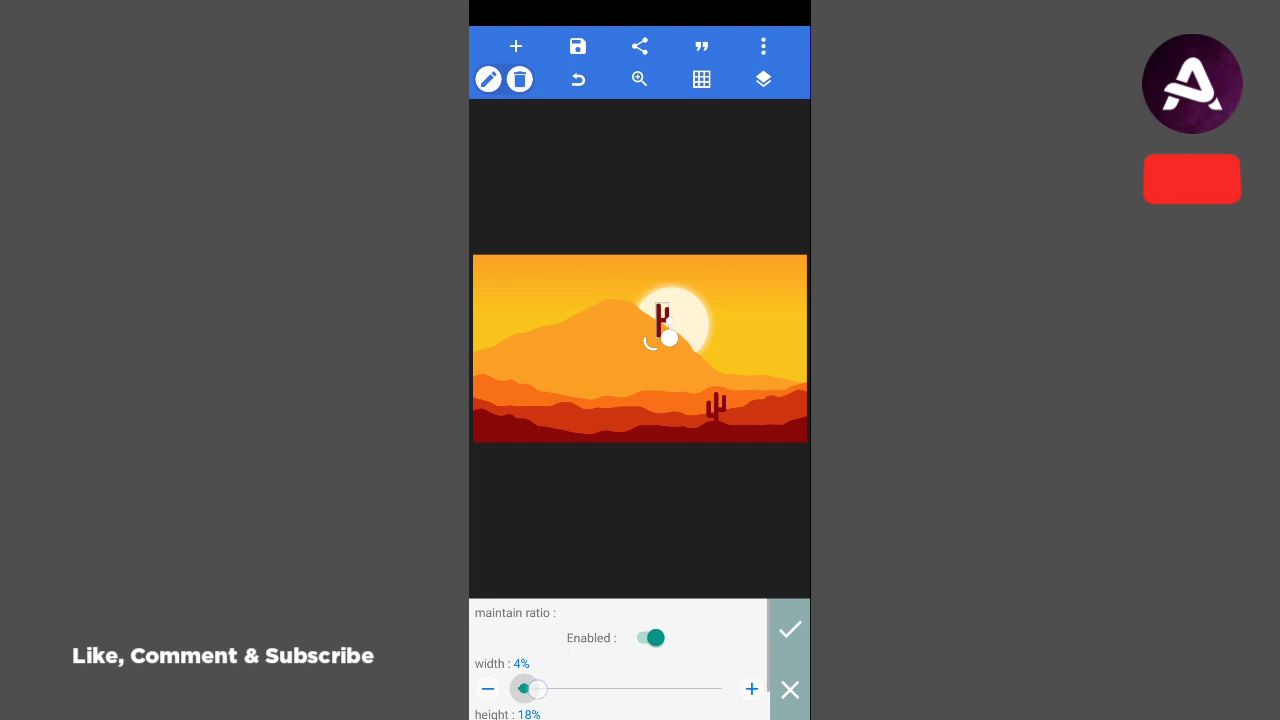 maintain ratio :
Enabled :
width : 4%
height : 18%
Like, Comment & Subscribe